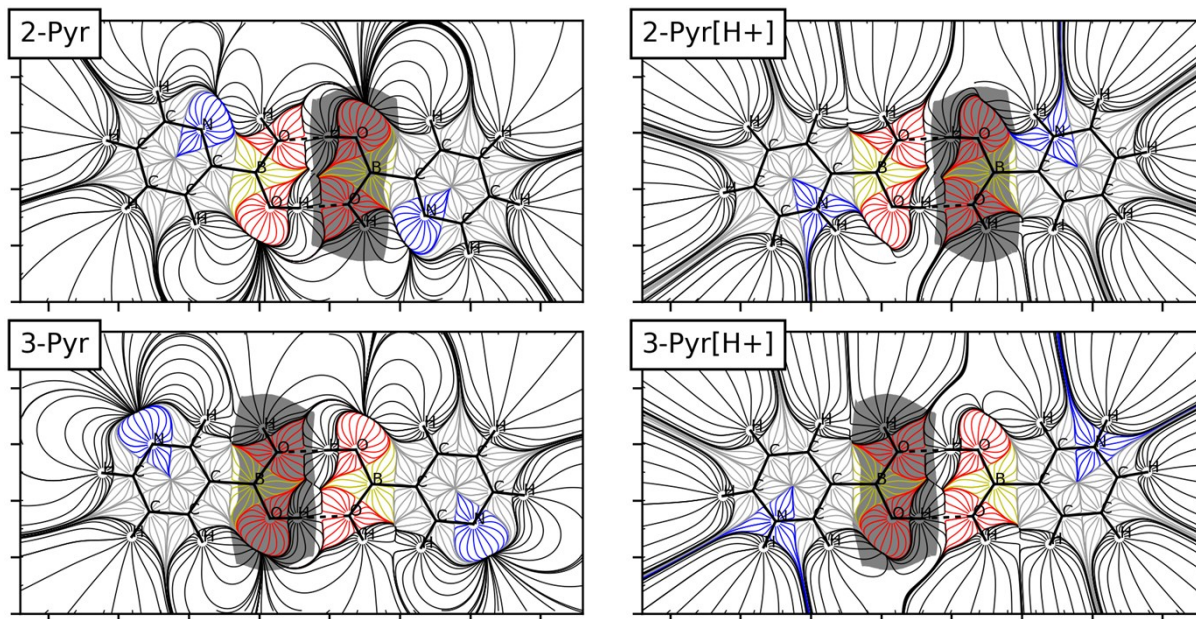 2-Pyr
2-Pyr[H+]
H H H O H O C C H
C N C B B C C
H C C O H O N C H
H H H H
H H H O H O N C H
C C C B B C C
H C N O H O C C H
H H H H
3-Pyr
3-Pyr[H+]
N C H H O H O C C H
H C C B B C C H
C C O H O C N
H H H H
H H H O H O C N
C C C B B C C
H N C O H O C C H
H H H H H